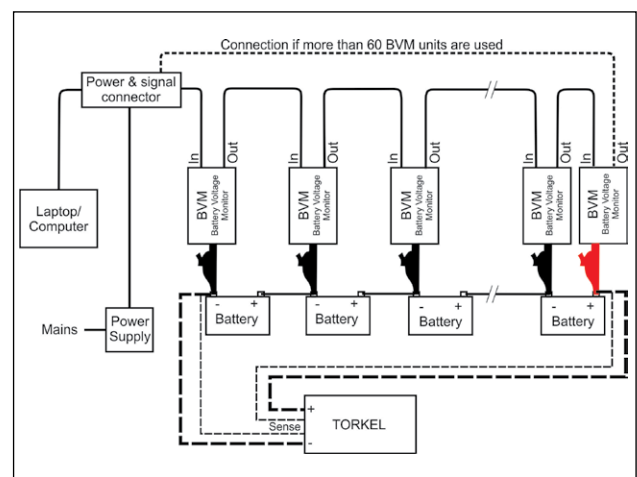 Connection if more than 60 BVM units are used
Power & signal
connector
In
Out
In
Out
In
Out
In
Out
In
Out
BVM
Battery Voltage
Monitor
BVM
Battery Voltage
Monitor
BVM
Battery Voltage
Monitor
BVM
Battery Voltage
Monitor
BVM
Battery Voltage
Monitor
Laptop/
Computer
Mains
Power
Supply
- +
Battery
+
Battery
- +
Battery
- +
Battery
+
Sense
-
TORKEL